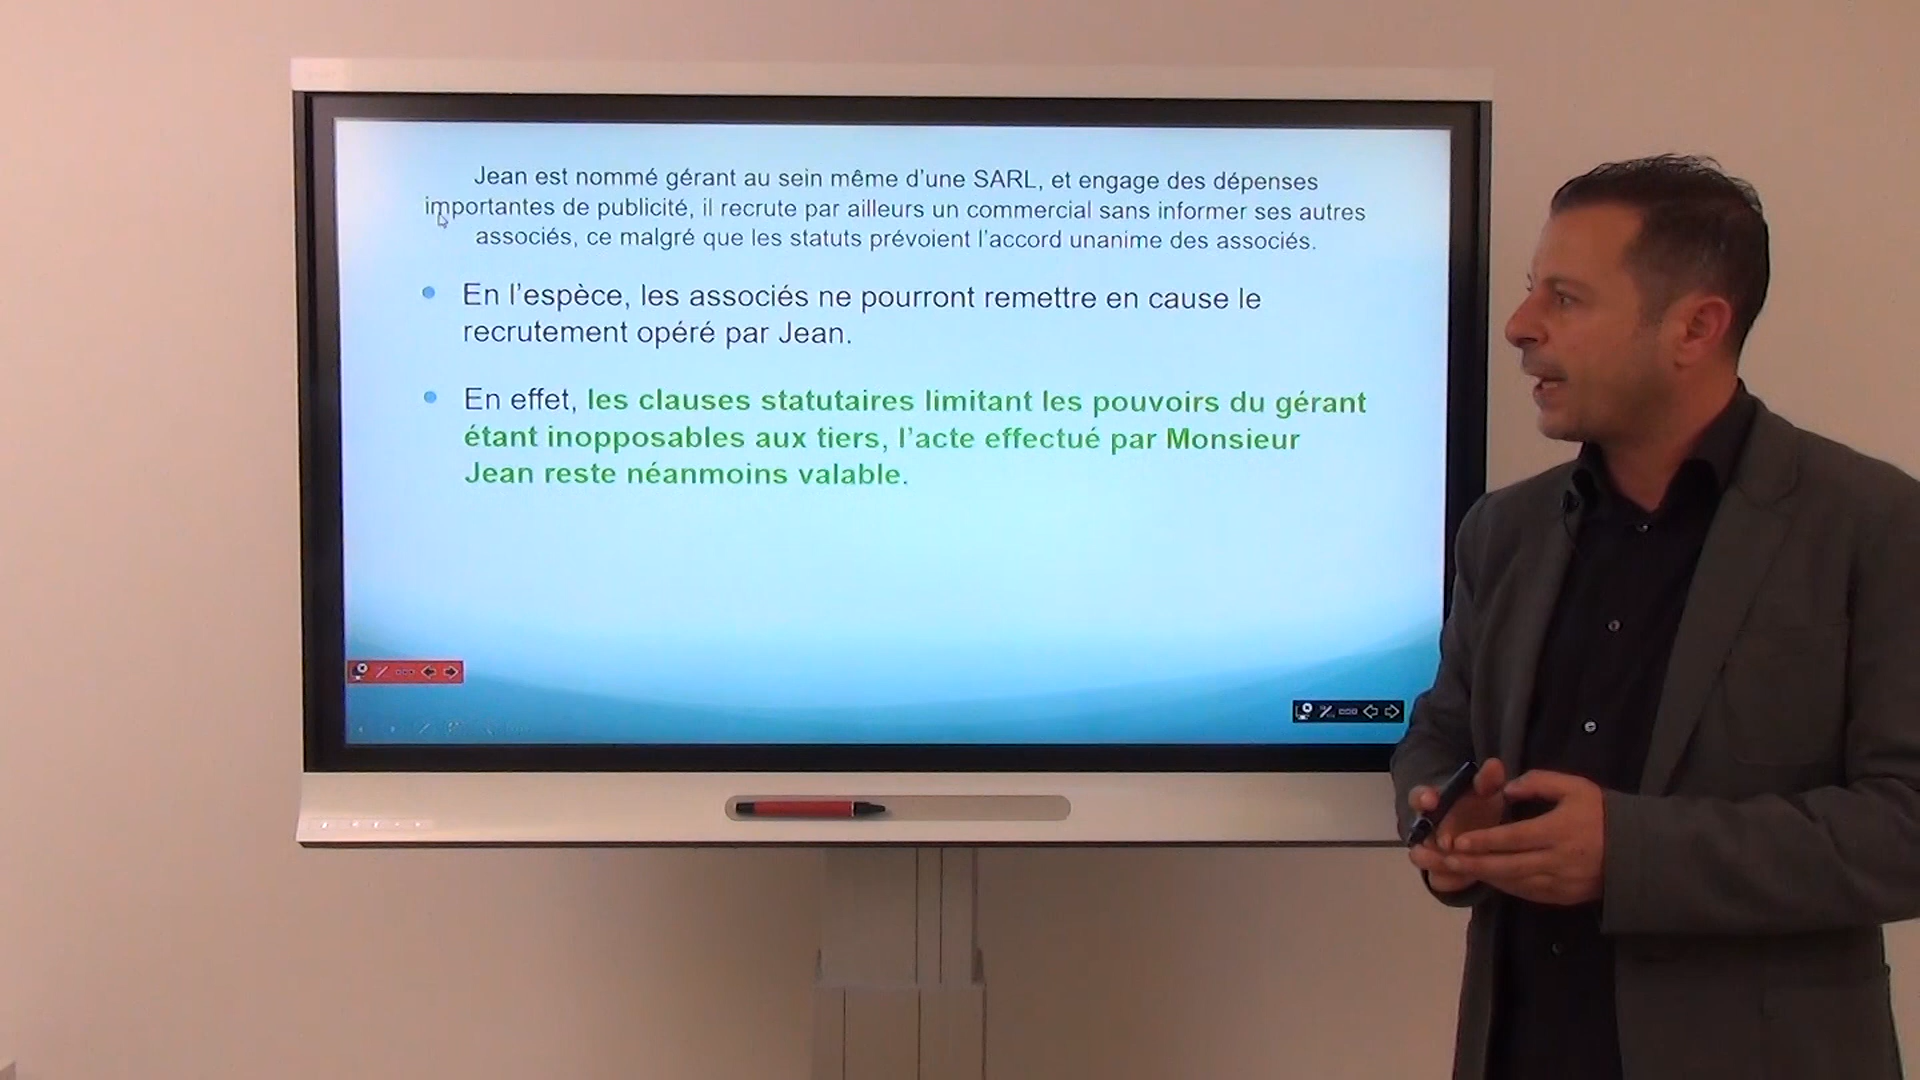 Jean est nommé gérant au sein même d'une SARL, et engage des dépenses
importantes de publicité, il recrute par ailleurs un commercial sans informer ses autres
associés, ce malgré que les statuts prévoient l'accord unanime des associés.
En l'espèce, les associés ne pourront remettre en cause le
recrutement opéré par Jean.
En effet, les clauses statutaires limitant les pouvoirs du gérant
étant inopposables aux tiers, l'acte effectué par Monsieur
Jean reste néanmoins valable.